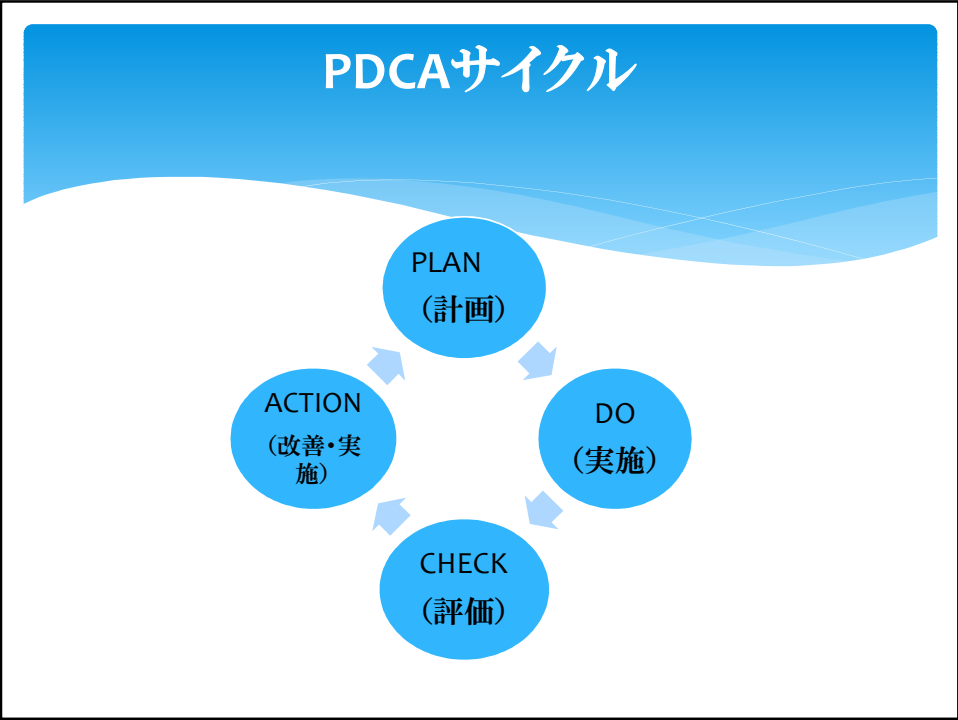 PDCAサイクル
PLAN
（計画）
DO
（実施）
CHECK
（評価）
ACTION
（改善・実
施）